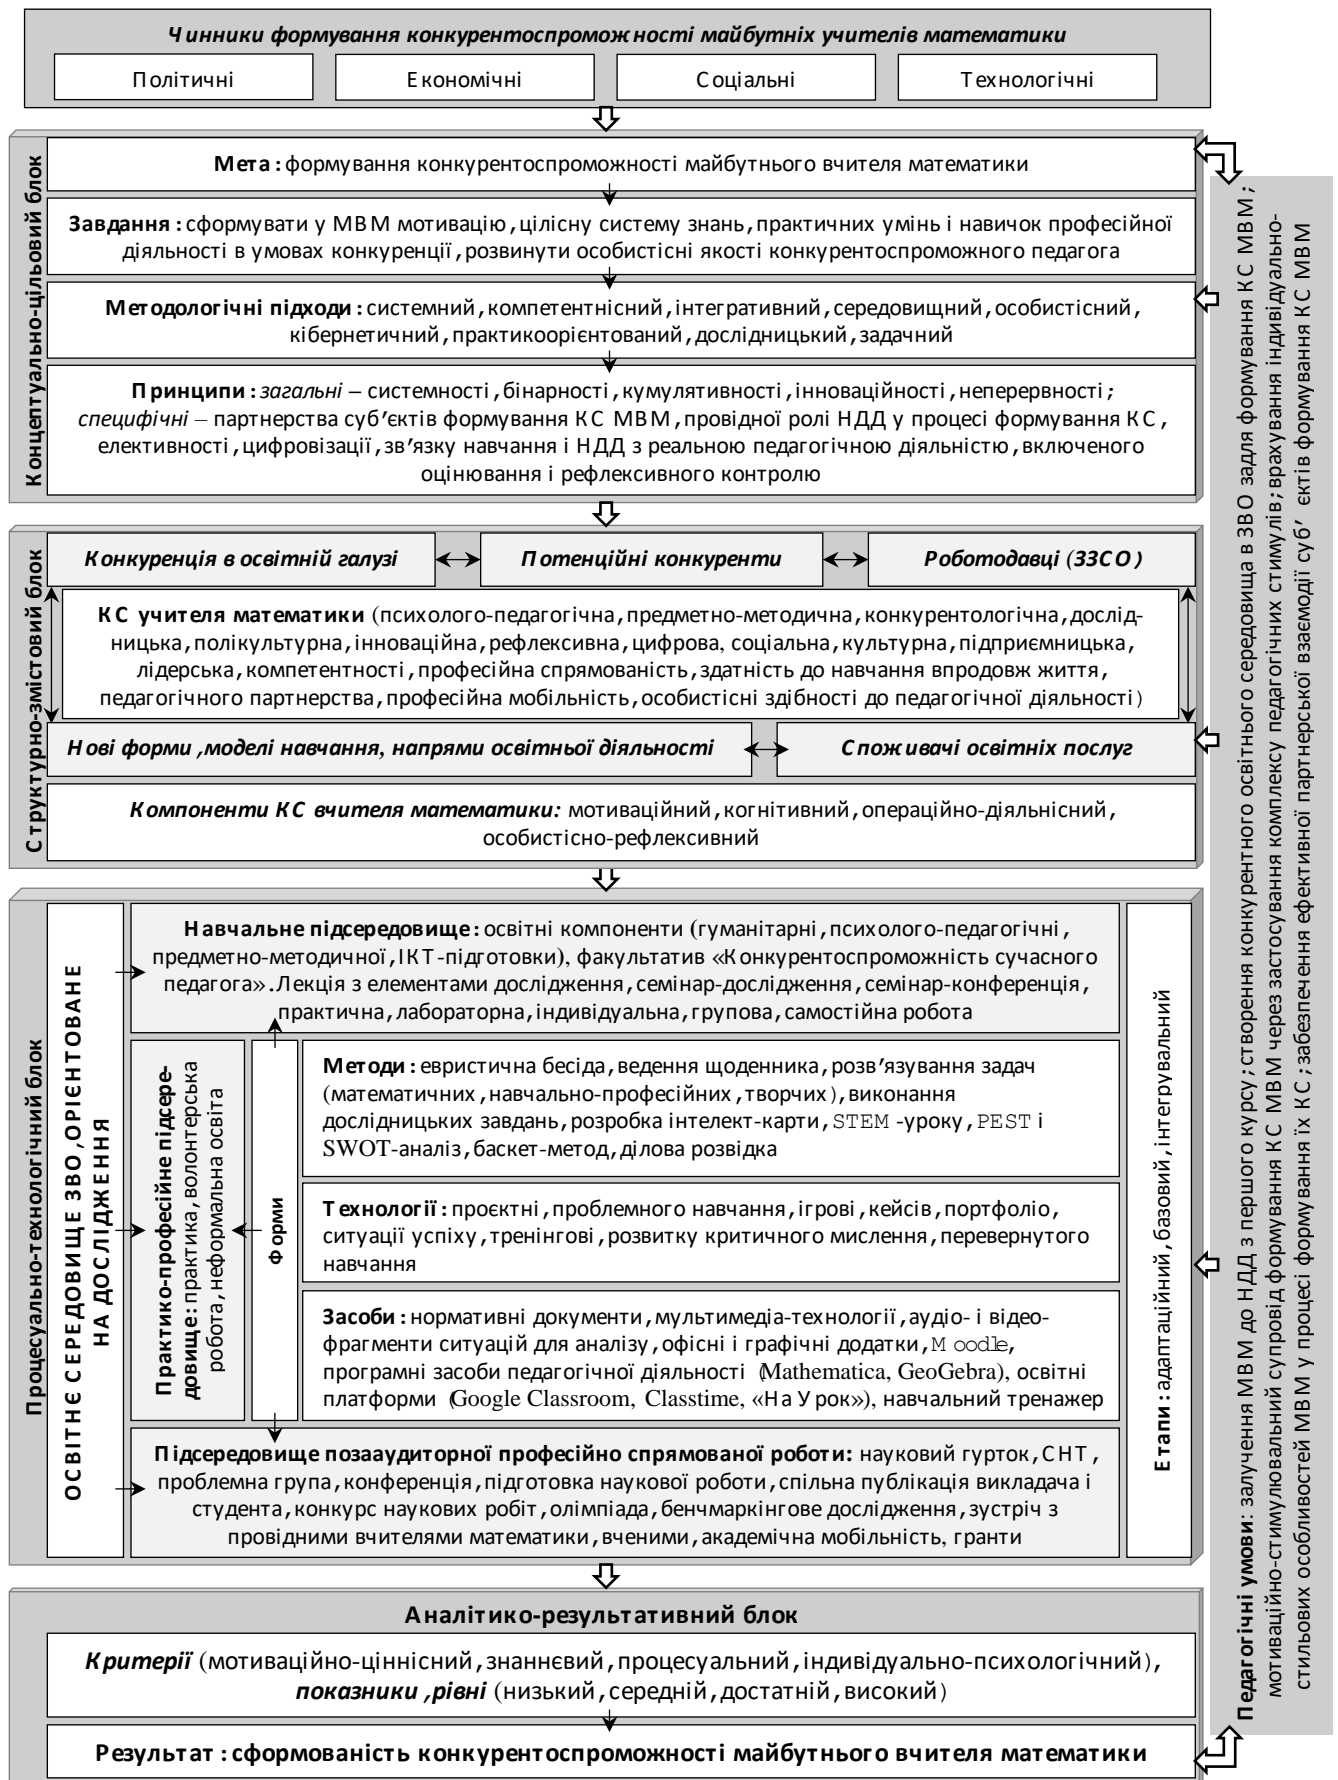 Чинники формування конкурентоспроможності майбутніх учителів математики
Політичні
Економічні
Соціальні
Технологічні
Концептуально-цільовий блок
Мета: формування конкурентоспроможності майбутнього вчителя математики
Завдання: сформувати у МВМ мотивацію, цілісну систему знань, практичних умінь і навичок професійної
діяльності в умовах конкуренції, розвинути особистісні якості конкурентоспроможного педагога
Методологічні підходи: системний, компетентнісний, інтегративний, середовищний, особистісний,
кібернетичний, практикоорієнтований, дослідницький, задачний
Принципи: загальні – системності, бінарності, кумулятивності, інноваційності, неперервності;
специфічні – партнерства суб’єктів формування КС МВМ, провідної ролі НДД у процесі формування КС,
елективності, цифровізації, зв’язку навчання і НДД з реальною педагогічною діяльністю, включеного
оцінювання і рефлексивного контролю
Структурно-змістовий блок
Конкуренція в освітній галузі
Потенційні конкуренти
Роботодавці (ЗЗСО)
КС учителя математики (психолого-педагогічна, предметно-методична, конкурентологічна, дослід-
ницька, полікультурна, інноваційна, рефлексивна, цифрова, соціальна, культурна, підприємницька,
лідерська, компетентності, професійна спрямованість, здатність до навчання впродовж життя,
педагогічного партнерства, професійна мобільність, особистісні здібності до педагогічної діяльності)
Нові форми, моделі навчання, напрями освітньої діяльності
Споживачі освітніх послуг
Компоненти КС вчителя математики: мотиваційний, когнітивний, операційно-діяльнісний,
особистісно-рефлексивний
Процесуально-технологічний блок
ОСВІТНЄ СЕРЕДОВИЩЕ ЗВО, ОРІЄНТОВАНЕ
НА ДОСЛІДЖЕННЯ
Навчальне підсередовище: освітні компоненти (гуманітарні, психолого-педагогічні,
предметно-методичної, ІКТ-підготовки), факультатив «Конкурентоспроможність сучасного
педагога». Лекція з елементами дослідження, семінар-дослідження, семінар-конференція,
практична, лабораторна, індивідуальна, групова, самостійна робота
Практико-професійне підсере-
довище: практика, волонтерська
робота, неформальна освіта
Форми
Методи: евристична бесіда, ведення щоденника, розв’язування задач
(математичних, навчально-професійних, творчих), виконання
дослідницьких завдань, розробка інтелект-карти, STEM -уроку, PEST і
SWOT-аналіз, баскет-метод, ділова розвідка
Технології: проєктні, проблемного навчання, ігрові, кейсів, портфоліо,
ситуації успіху, тренінгові, розвитку критичного мислення, перевернутого
навчання
Засоби: нормативні документи, мультимедіа-технології, аудіо- і відео-
фрагменти ситуацій для аналізу, офісні і графічні додатки, Moodle,
програмні засоби педагогічної діяльності (Mathematica, GeoGebra), освітні
платформи (Google Classroom, Classtime, «На Урок»), навчальний тренажер
Підсередовище позааудиторної професійно спрямованої роботи: науковий гурток, СНТ,
проблемна група, конференція, підготовка наукової роботи, спільна публікація викладача і
студента, конкурс наукових робіт, олімпіада, бенчмаркінгове дослідження, зустріч з
провідними вчителями математики, вченими, академічна мобільність, гранти
Етапи: адаптаційний, базовий, інтегрувальний
Аналітико-результативний блок
Критерії (мотиваційно-ціннісний, знаннєвий, процесуальний, індивідуально-психологічний),
показники, рівні (низький, середній, достатній, високий)
Результат: сформованість конкурентоспроможності майбутнього вчителя математики
Педагогічні умови: залучення МВМ до НДД з першого курсу; створення конкурентного освітнього середовища в ЗВО задля формування КС МВМ;
мотиваційно-стимулювальний супровід формування КС МВМ через застосування комплексу педагогічних стимулів; врахування індивідуально-
стильових особливостей МВМ у процесі формування їх КС; забезпечення ефективної партнерської взаємодії суб’єктів формування КС МВМ